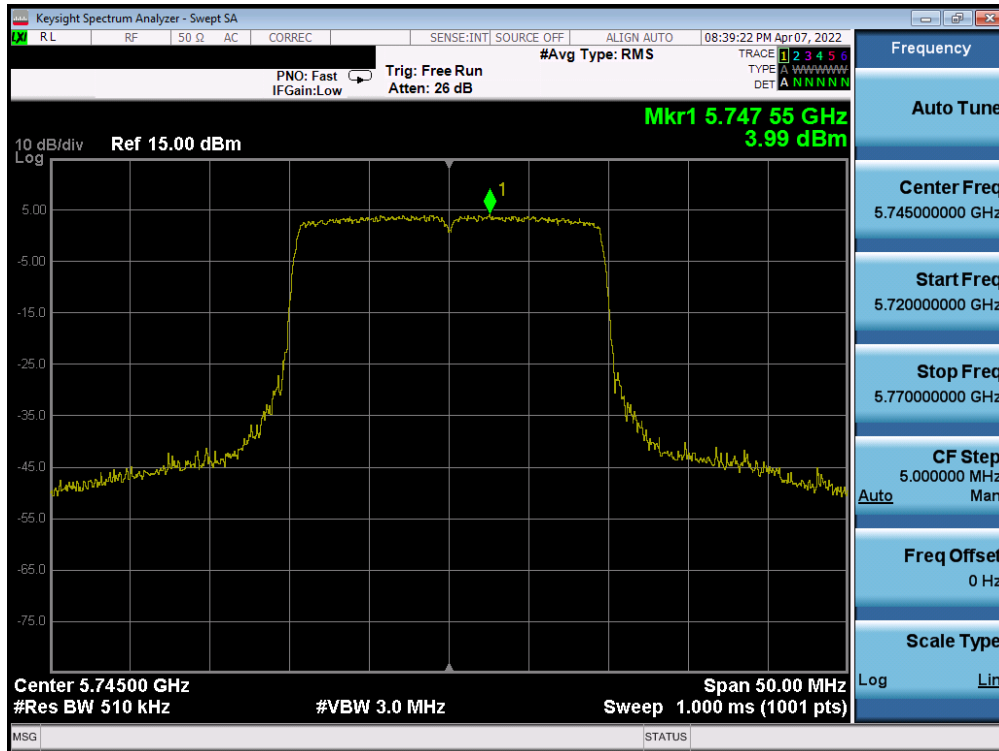 Keysight Spectrum Analyzer - Swept SA
LXI RL RF 50 Ω AC CORREC SENSE:INT SOURCE OFF ALIGN AUTO 08:39:22 PM Apr 07, 2022
Frequency
#Avg Type: RMS
TRACE 1 2 3 4 5 6
PNO: Fast Trig: Free Run
TYPE A WWWWW
IFGain:Low Atten: 26 dB
DET A N N N N N
Auto Tune
Mkr1 5.747 55 GHz
3.99 dBm
10 dB/div Ref 15.00 dBm
Log
1
5.00
-5.00
-15.0
-25.0
-35.0
-45.0
-55.0
-65.0
-75.0
Center Freq
5.745000000 GHz
Start Freq
5.720000000 GHz
Stop Freq
5.770000000 GHz
CF Step
5.000000 MHz
Auto Man
Freq Offset
0 Hz
Scale Type
Log Lin
Center 5.74500 GHz Span 50.00 MHz
#Res BW 510 kHz #VBW 3.0 MHz Sweep 1.000 ms (1001 pts)
MSG STATUS